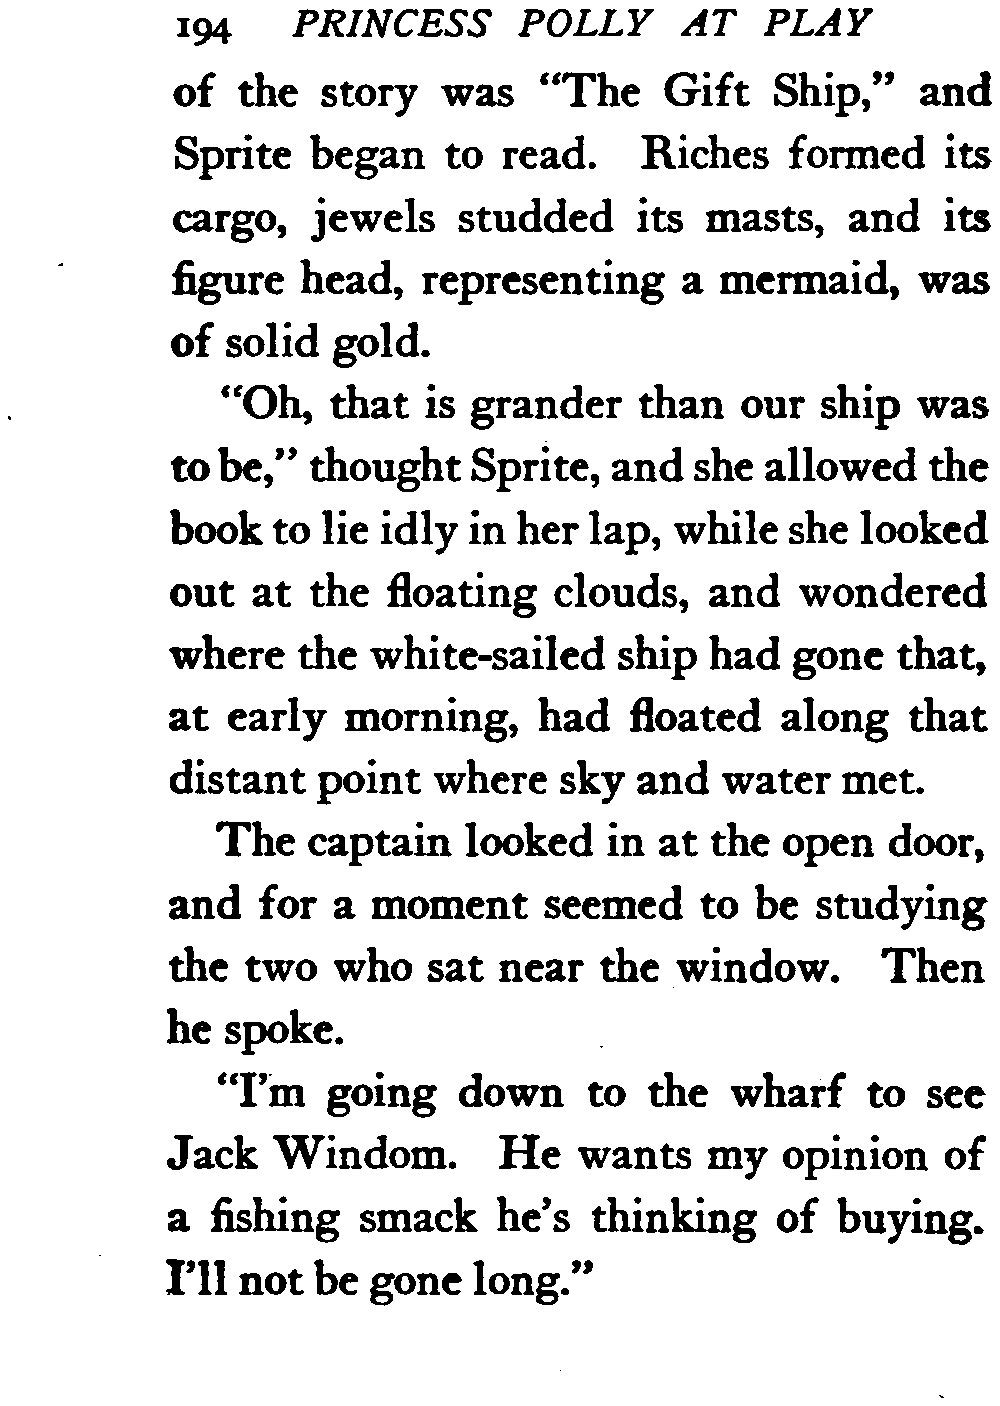 194 PRINCESS POLLY AT PLAY
of the story was "The Gift Ship," and
Sprite began to read. Riches formed its
cargo, jewels studded its masts, and its
figure head, representing a mermaid, was
of solid gold.
"Oh, that is grander than our ship was
to be," thought Sprite, and she allowed the
book to lie idly in her lap, while she looked
out at the floating clouds, and wondered
where the white-sailed ship had gone that,
at early morning, had floated along that
distant point where sky and water met.
The captain looked in at the open door,
and for a moment seemed to be studying
the two who sat near the window. Then
he spoke.
"I'm going down to the wharf to see
Jack Windom. He wants my opinion of
a fishing smack he's thinking of buying.
I'll not be gone long."